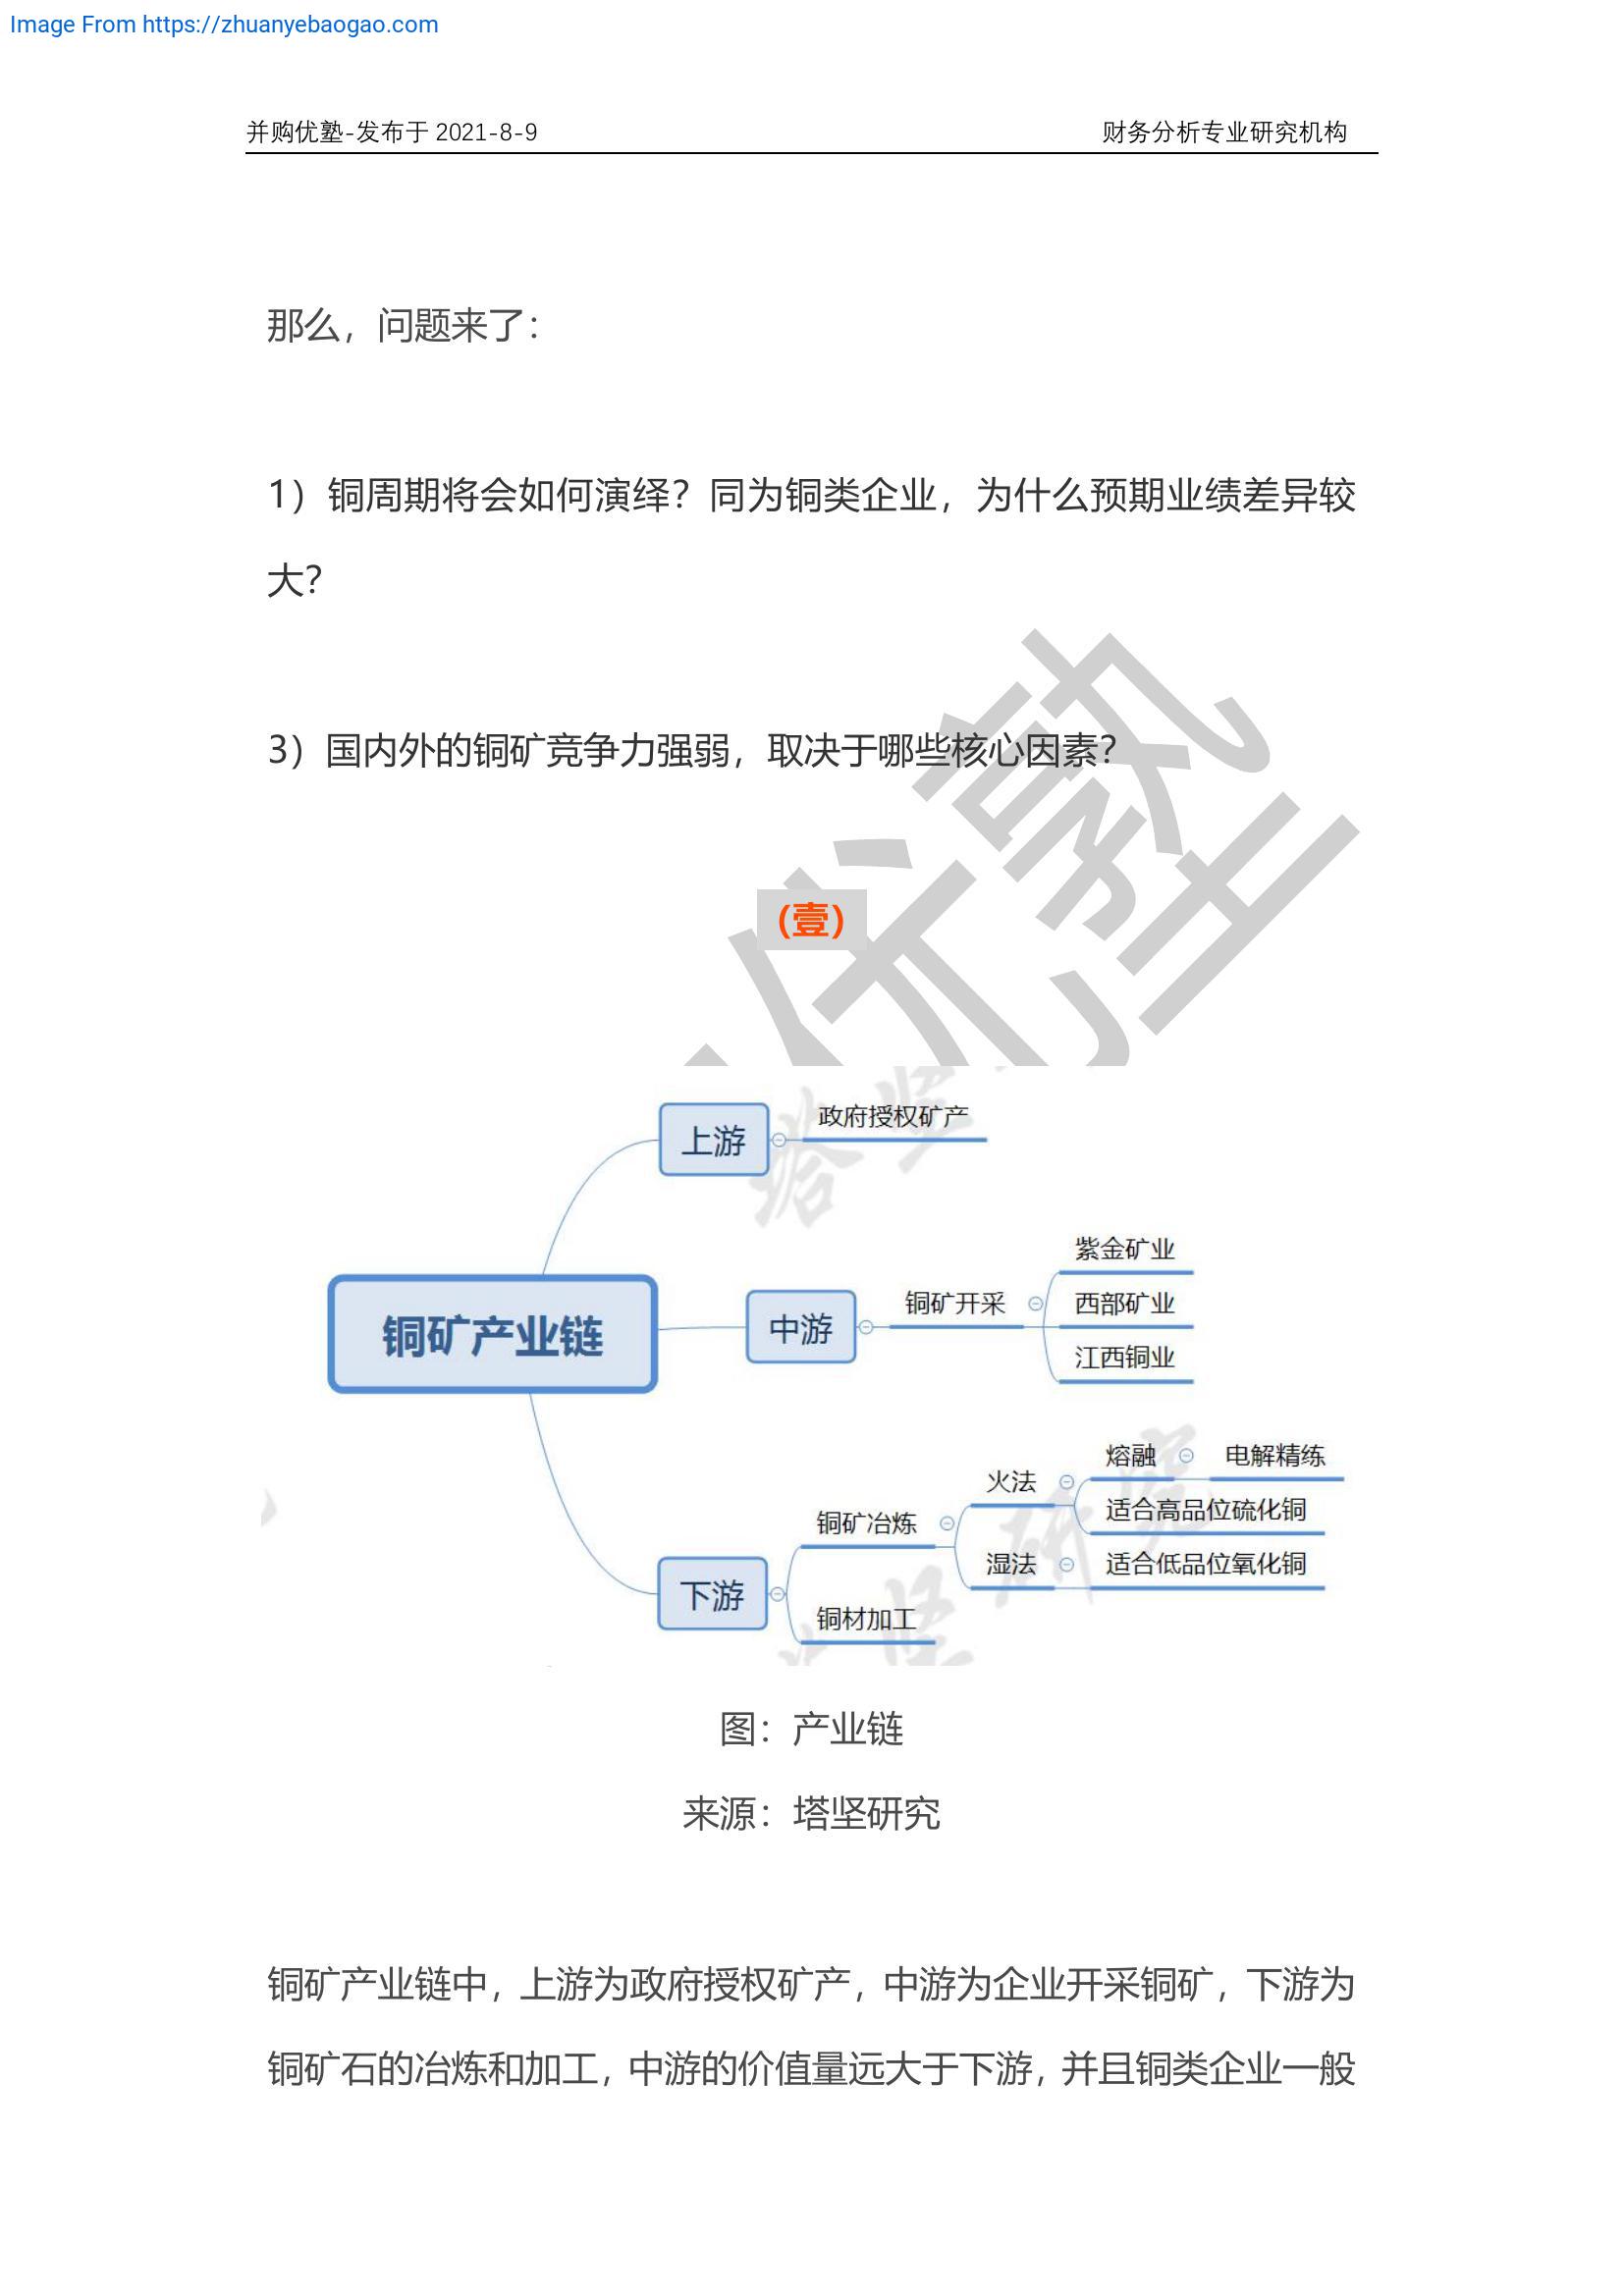 Image From https://zhuanyebaogao.com
并购优塾-发布于 2021-8-9 财务分析专业研究机构
那么，问题来了：
1）铜周期将会如何演绎？同为铜类企业，为什么预期业绩差异较
大？
3）国内外的铜矿竞争力强弱，取决于哪些核心因素？
优塾
（壹）
塔坚
上游
政府授权矿产
铜矿产业链
中游
铜矿开采
紫金矿业
西部矿业
江西铜业
下游
铜矿冶炼
火法
熔融
电解精练
适合高品位硫化铜
湿法
适合低品位氧化铜
铜材加工
塔坚研究
图：产业链
来源：塔坚研究
铜矿产业链中，上游为政府授权矿产，中游为企业开采铜矿，下游为
铜矿石的冶炼和加工，中游的价值量远大于下游，并且铜类企业一般